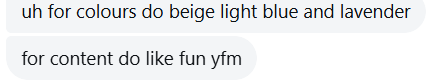 uh for colours do beige light blue and lavender
for content do like fun yfm